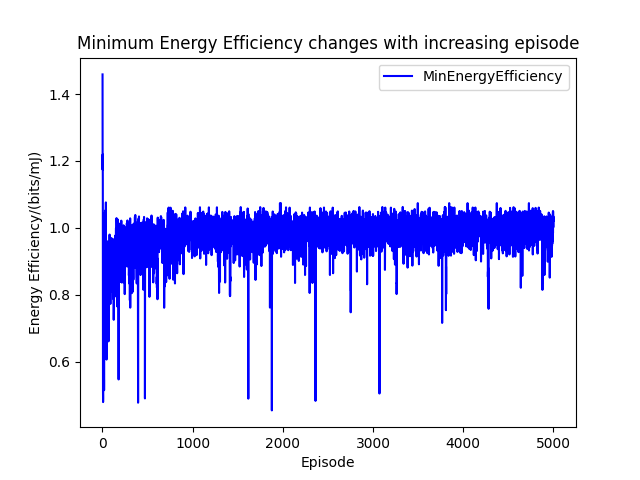 Minimum Energy Efficiency changes with increasing episode
MinEnergyEfficiency
Energy Efficiency/(bits/mJ)
1.4
1.2
1.0
0.8
0.6
0 1000 2000 3000 4000 5000
Episode